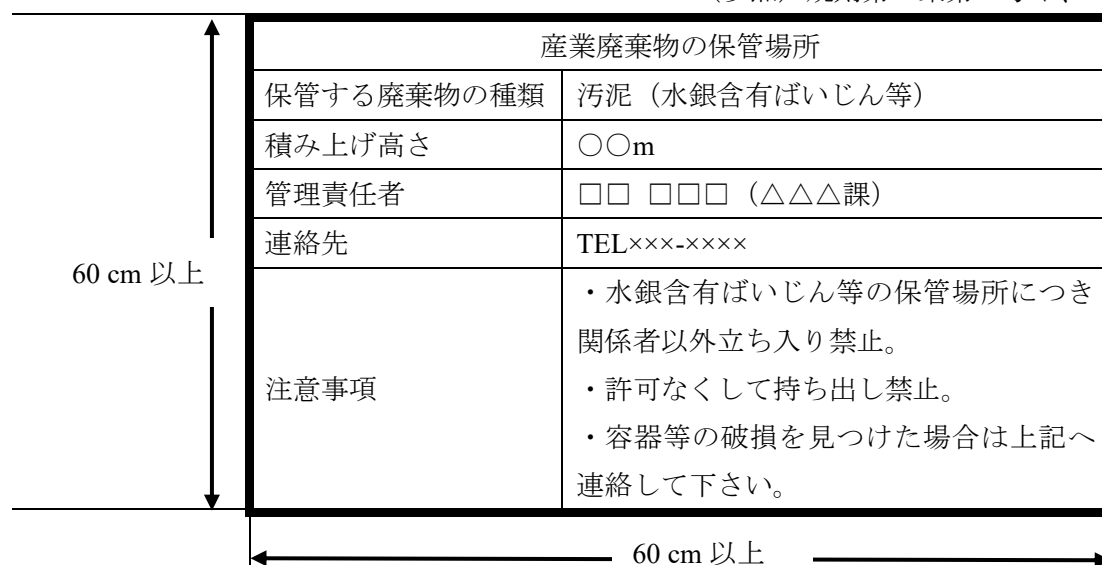 産業廃棄物の保管場所
保管する廃棄物の種類 汚泥（水銀含有ばいじん等）
積み上げ高さ ○○m
管理責任者 □□ □□□（△△△課）
連絡先 TEL×××-××××
60 cm 以上
注意事項
・水銀含有ばいじん等の保管場所につき
関係者以外立ち入り禁止。
・許可なくして持ち出し禁止。
・容器等の破損を見つけた場合は上記へ
連絡して下さい。
60 cm 以上